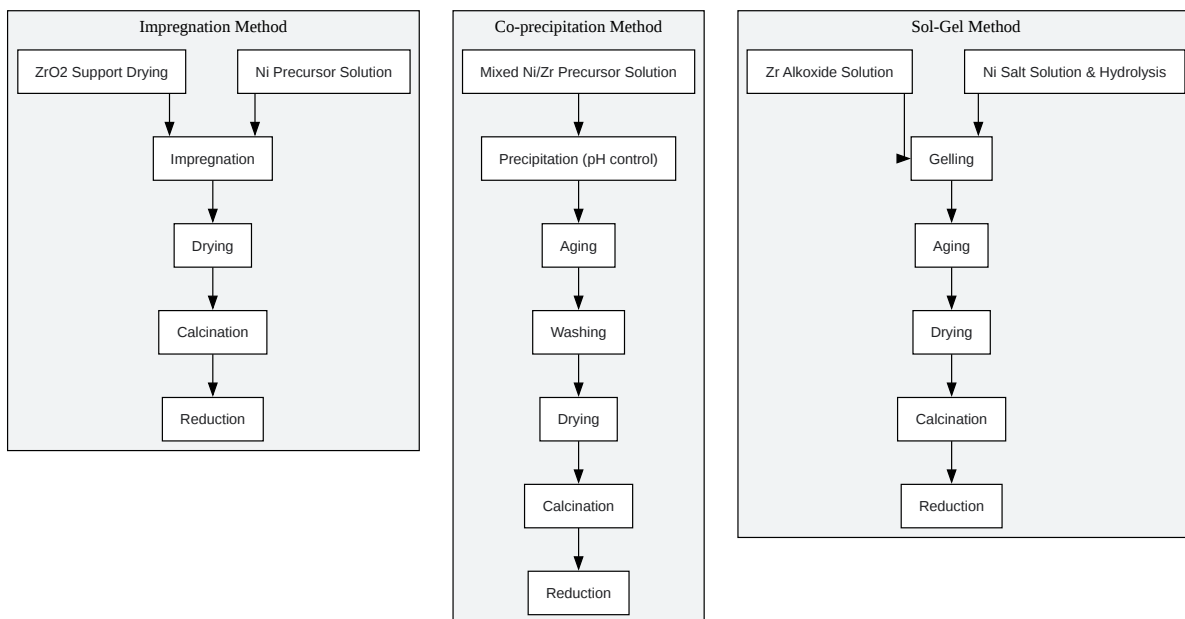 Impregnation Method
ZrO2 Support Drying
Ni Precursor Solution
Impregnation
Drying
Calcination
Reduction
Co-precipitation Method
Mixed Ni/Zr Precursor Solution
Precipitation (pH control)
Aging
Washing
Drying
Calcination
Reduction
Sol-Gel Method
Zr Alkoxide Solution
Ni Salt Solution & Hydrolysis
Gelling
Aging
Drying
Calcination
Reduction